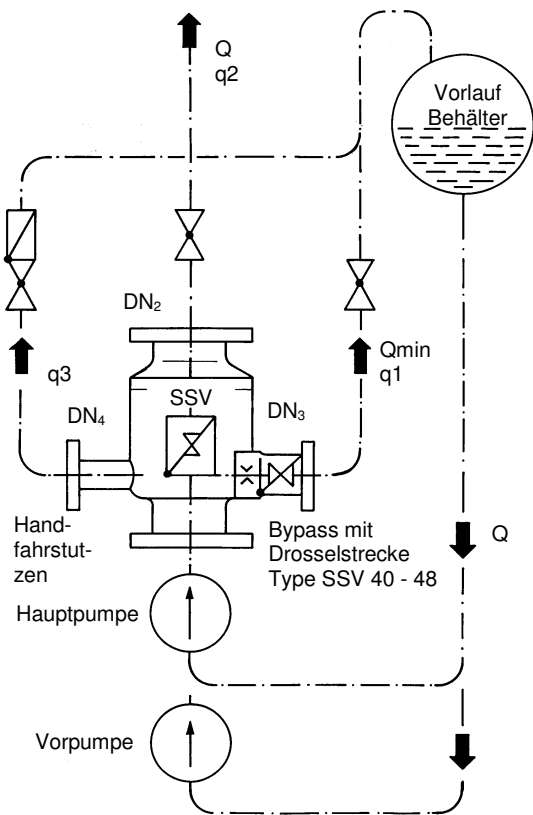 Q
q2
Vorlauf
Behälter
DN₂
Qmin
q1
q3
SSV
DN₃
DN₄
Hand-
fahrstut-
zen
Bypass mit
Drosselstrecke
Type SSV 40 - 48
Q
Hauptpumpe
Vorpumpe